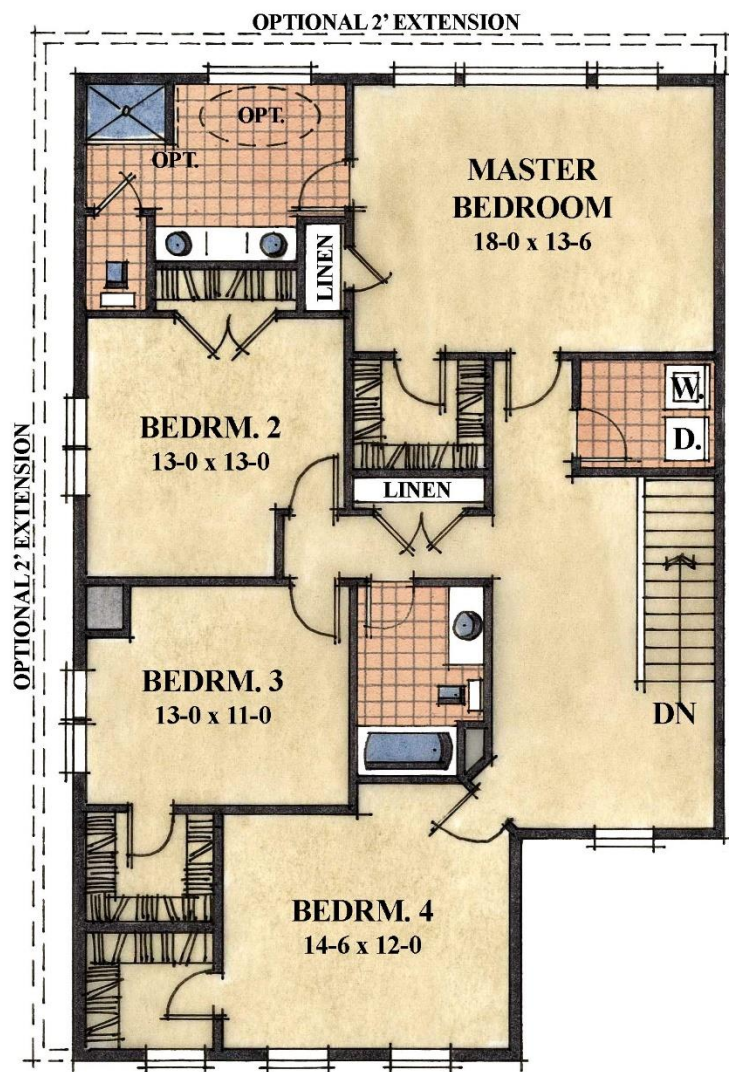 OPTIONAL 2' EXTENSION
OPT.
OPT.
MASTER
BEDROOM
18-0 x 13-6
LINEN
BEDRM. 2
13-0 x 13-0
W.
D.
LINEN
OPTIONAL 2' EXTENSION
BEDRM. 3
13-0 x 11-0
DN
BEDRM. 4
14-6 x 12-0